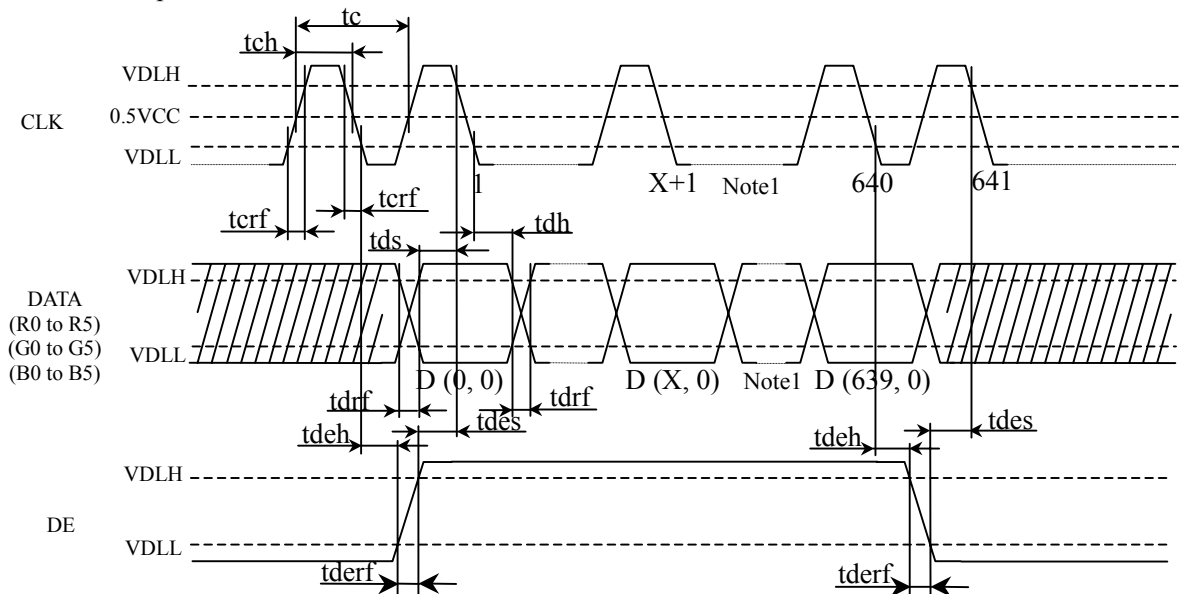 tc
tch
VDLH
CLK
0.5VCC
VDLL
1
X+1
Note1
640
641
tcrf
tcrf
tds
tdh
VDLH
DATA
(R0 to R5)
(G0 to G5)
(B0 to B5)
VDLL
D (0, 0)
D (X, 0)
Note1
D (639, 0)
tdrf
tdrf
tdeh
tdes
tdeh
tdes
VDLH
DE
VDLL
tderf
tderf